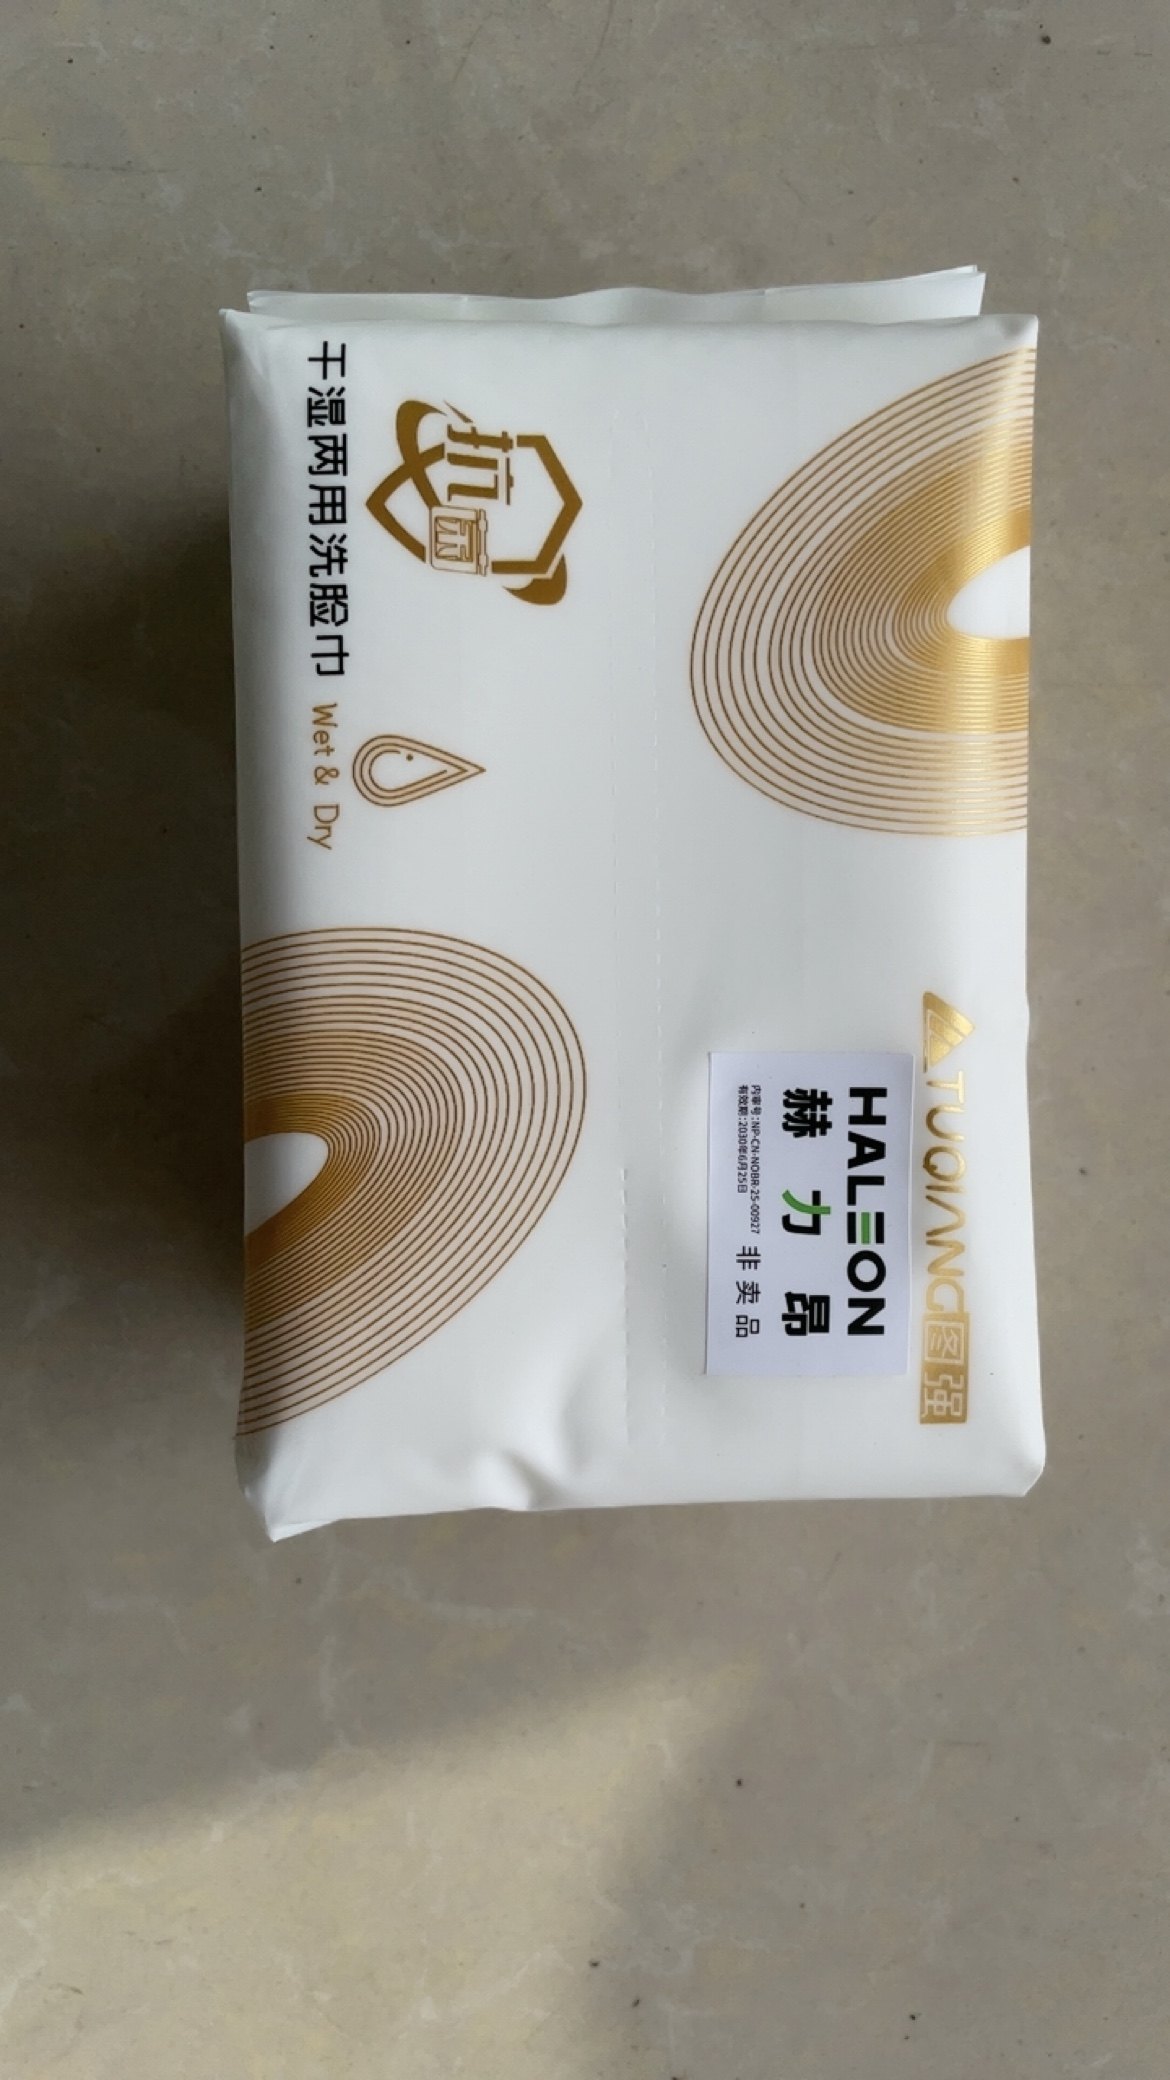 TUQIANG图强
HALEON
赫力昂
内审号:NP-CN-NOBR-25-00927
有效期:2030年6月25日
非卖品
抗菌
干湿两用洗脸巾 Wet & Dry